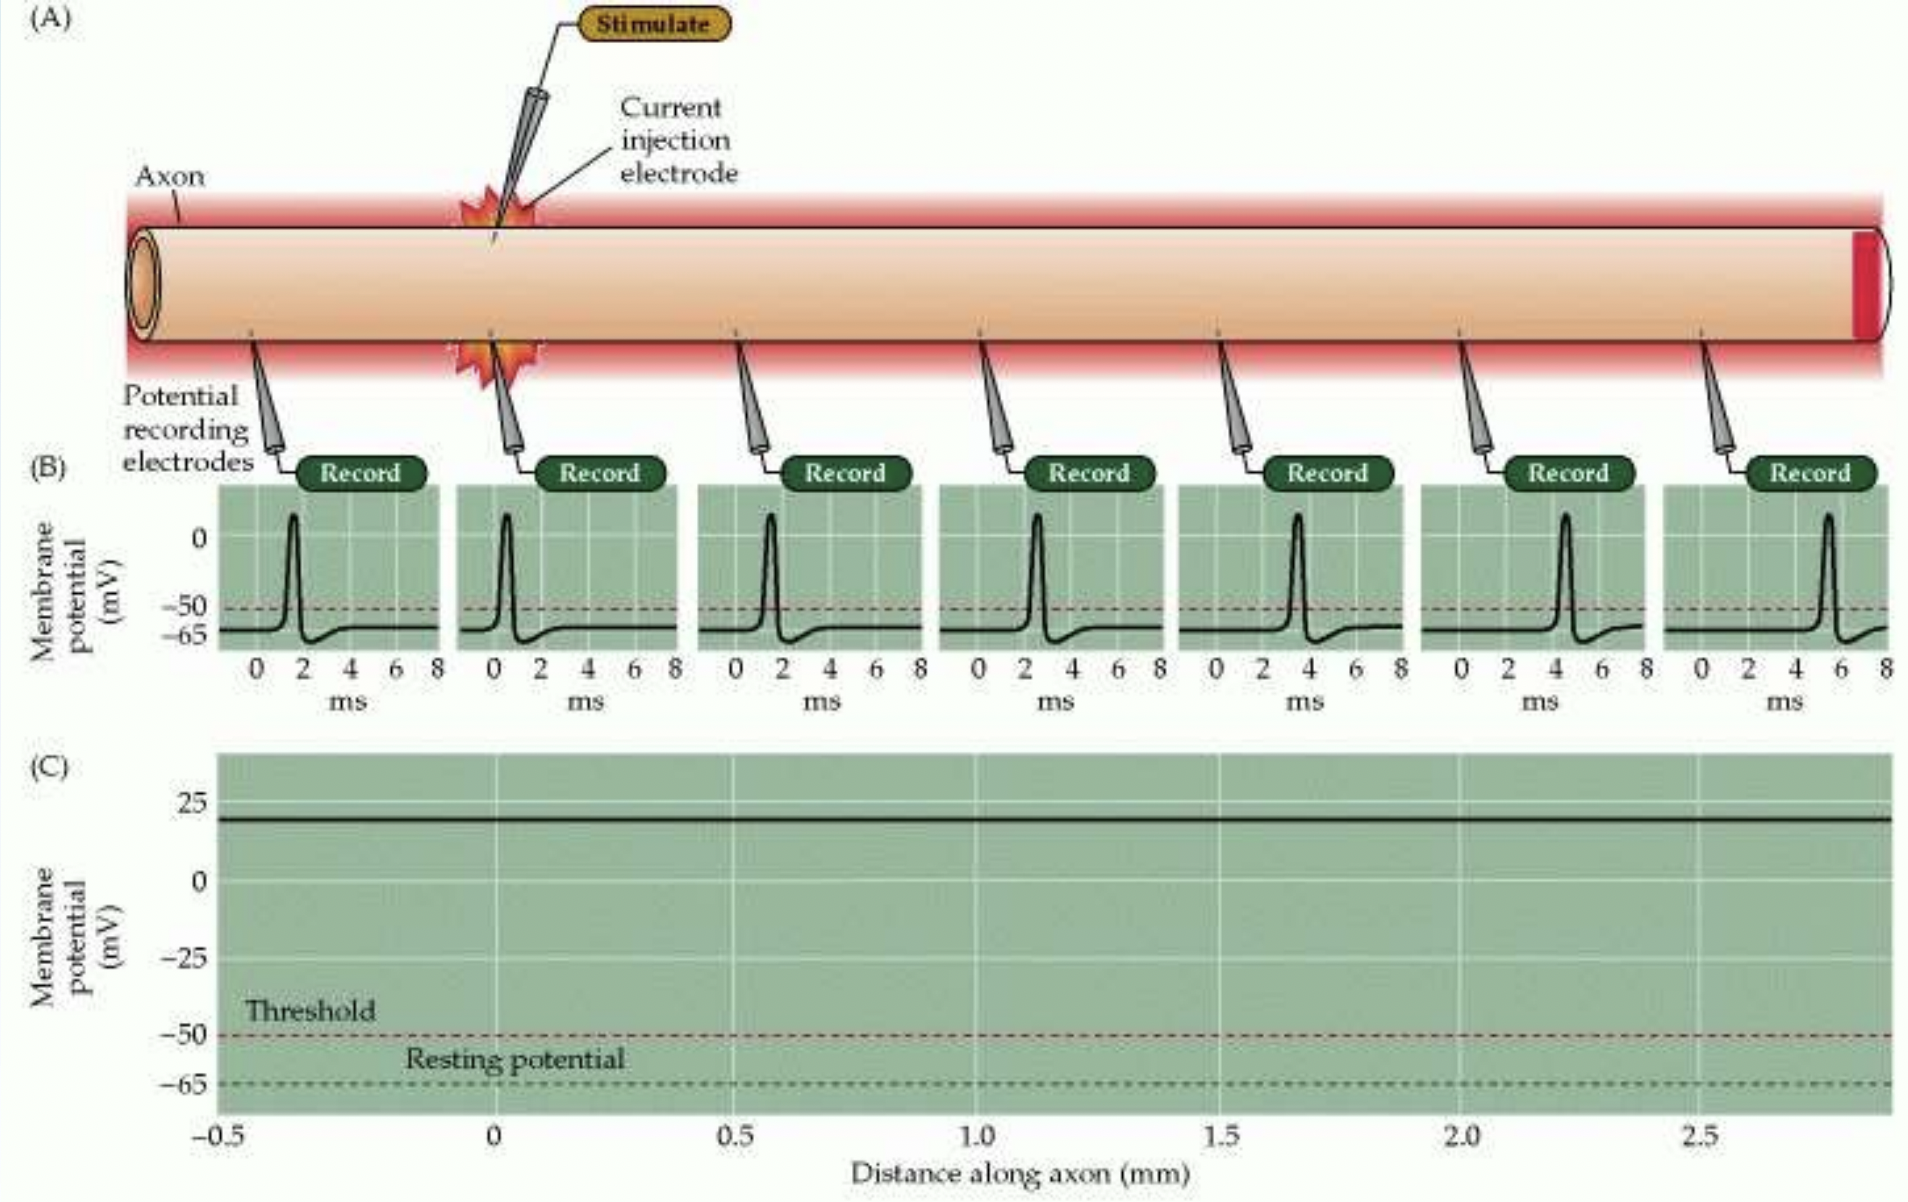 (A)
Stimulate
Current
injection
electrode
Axon
Potential
recording
electrodes
(B)
Record
Record
Record
Record
Record
Record
Record
Membrane
potential
(mV)
0
–50
–65
0 2 4 6 8
0 2 4 6 8
0 2 4 6 8
0 2 4 6 8
0 2 4 6 8
0 2 4 6 8
0 2 4 6 8
ms
ms
ms
ms
ms
ms
ms
(C)
Membrane
potential
(mV)
25
0
–25
–50
–65
Threshold
Resting potential
–0.5 0 0.5 1.0 1.5 2.0 2.5
Distance along axon (mm)